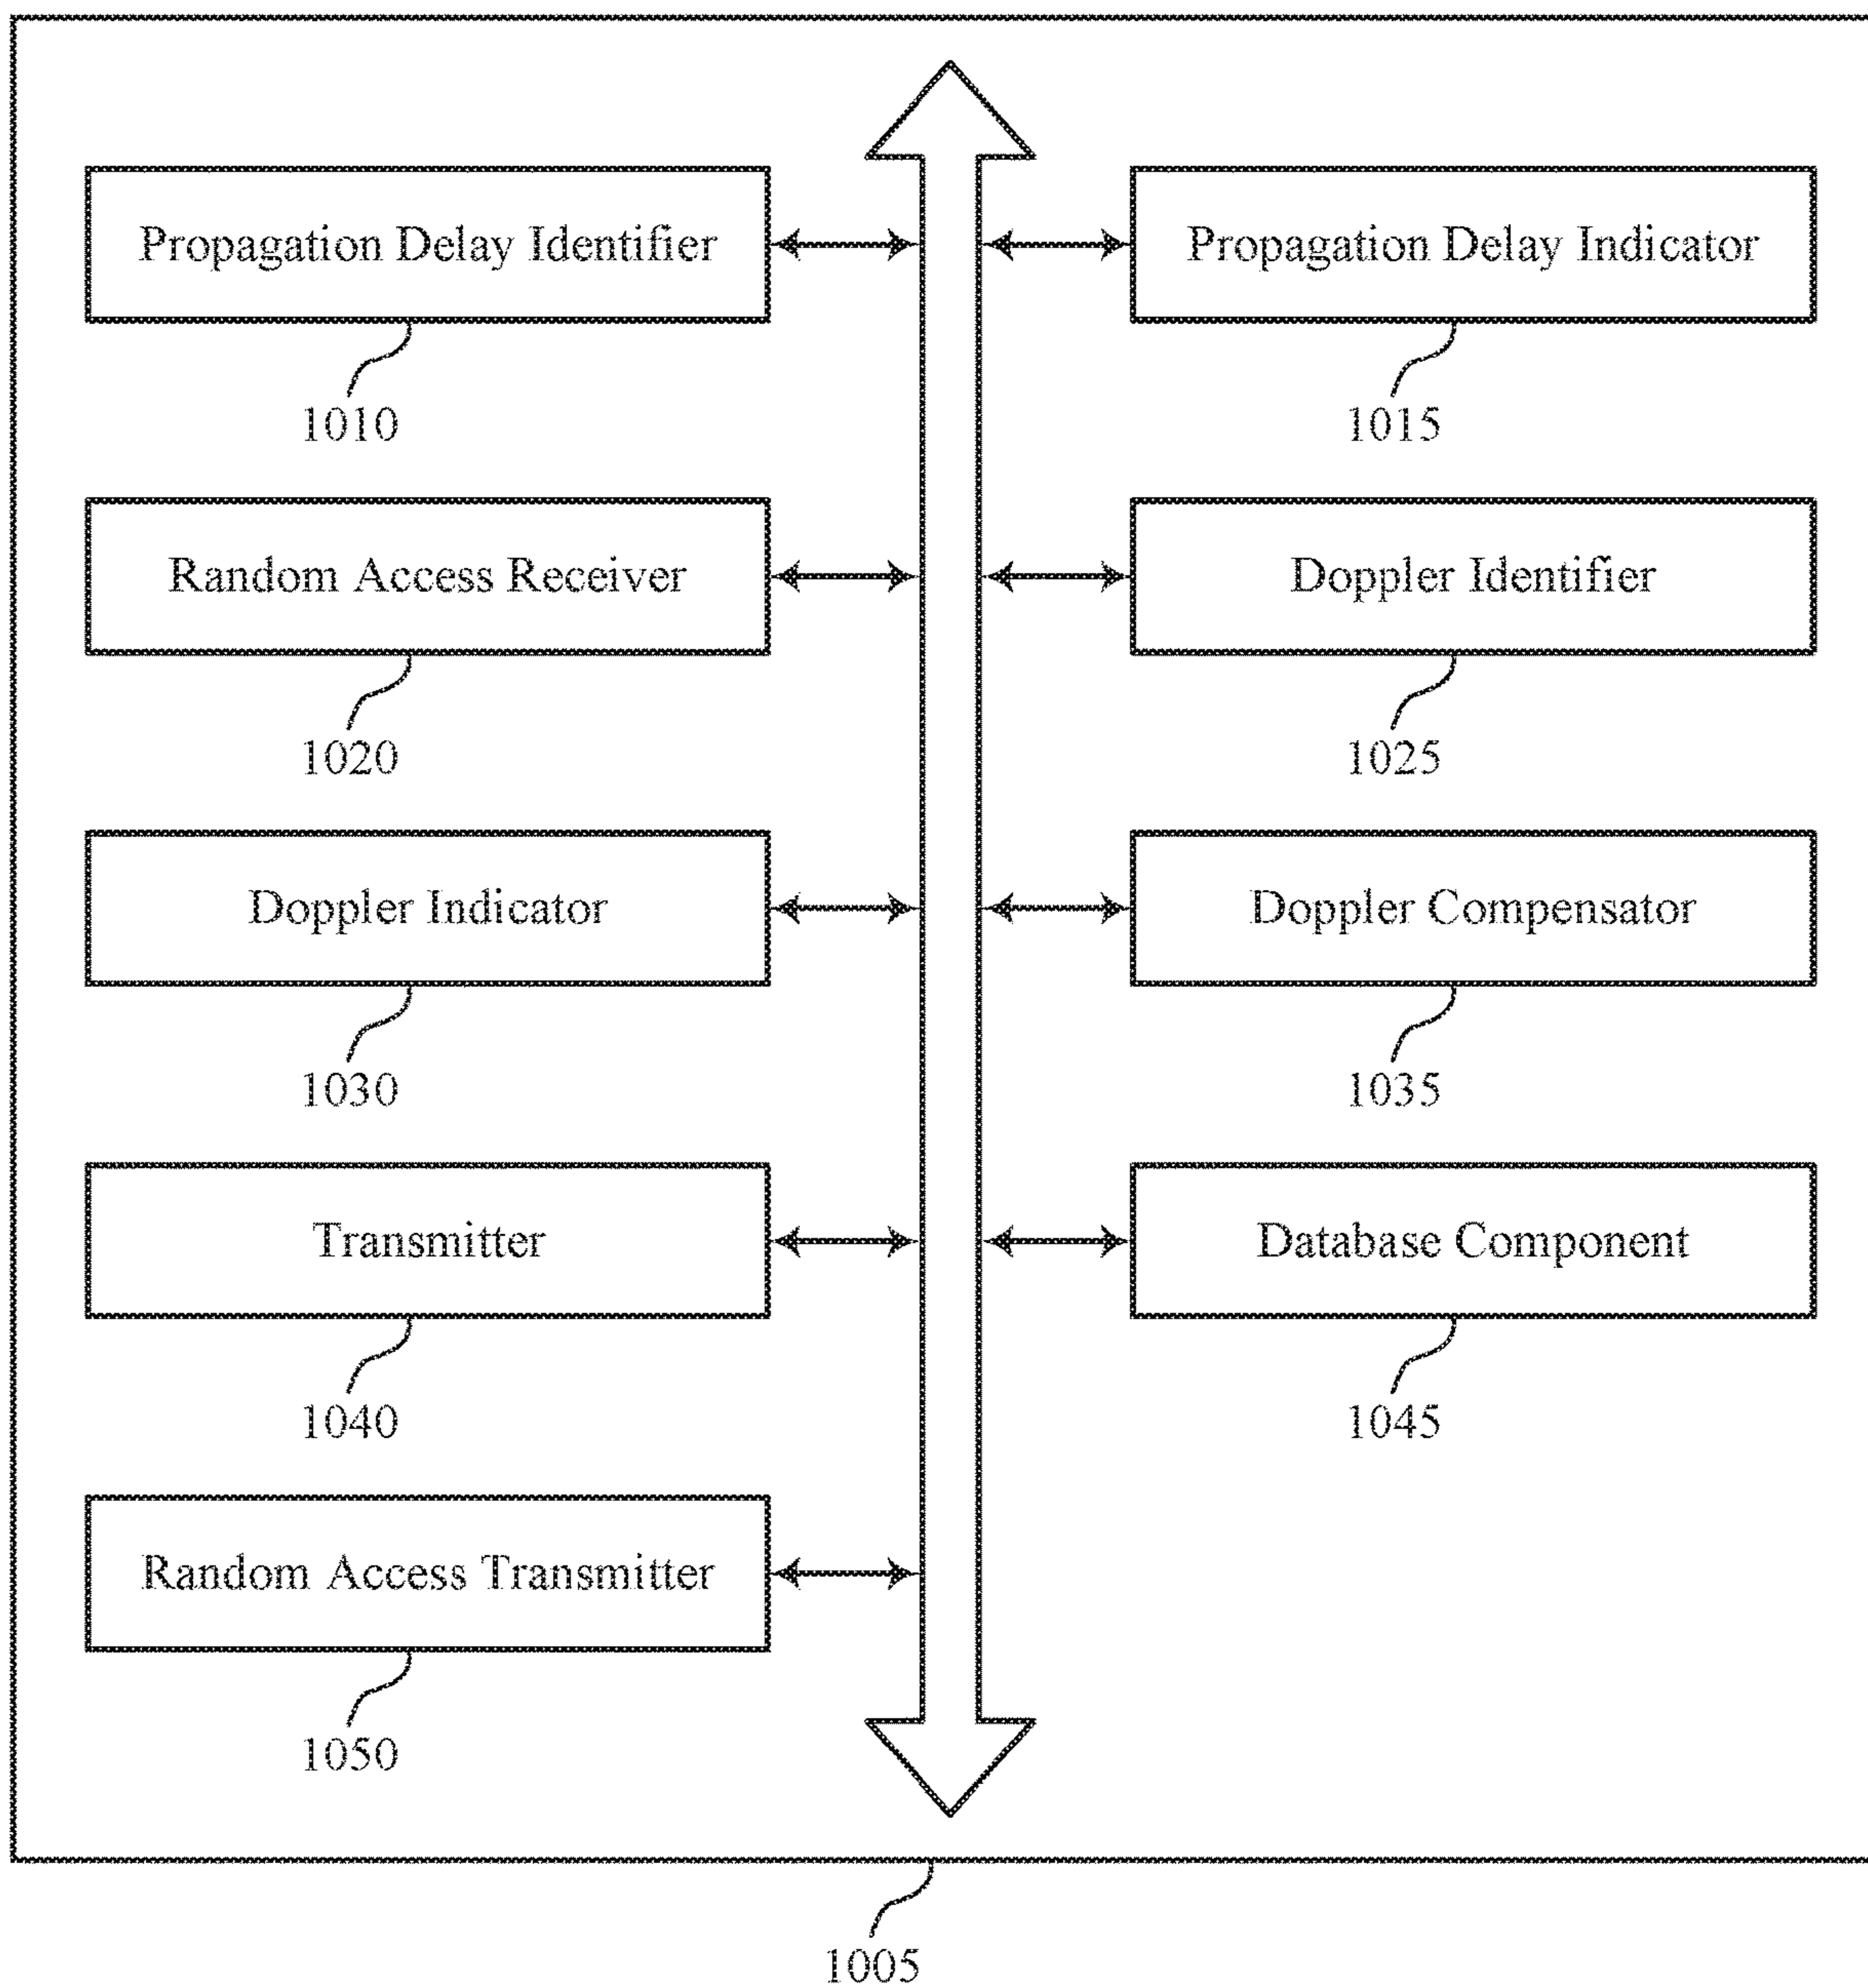 Propagation Delay Identifier
Propagation Delay Indicator
1010
1015
Random Access Receiver
Doppler Identifier
1020
1025
Doppler Indicator
Doppler Compensator
1030
1035
Transmitter
Database Component
1040
1045
Random Access Transmitter
1050
1005